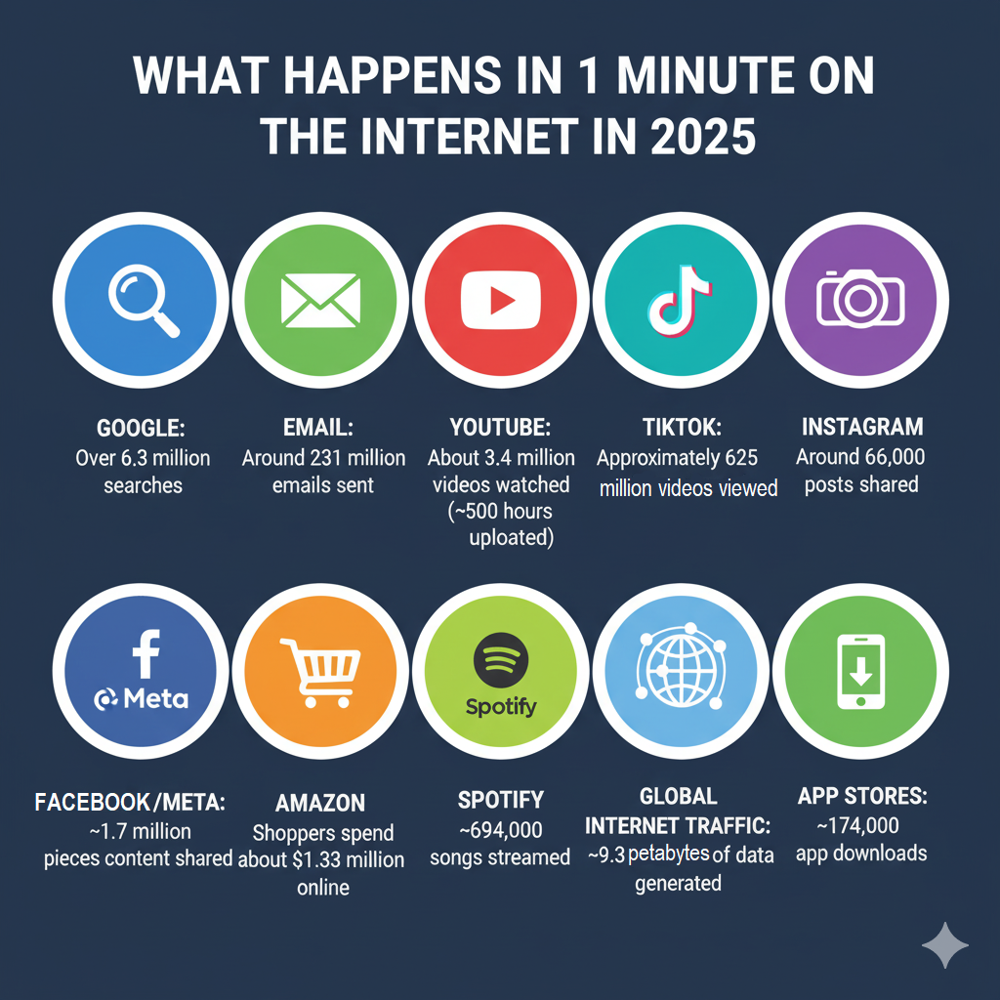 WHAT HAPPENS IN 1 MINUTE ON
THE INTERNET IN 2025
GOOGLE:
Over 6.3 million
searches
EMAIL:
Around 231 million
emails sent
YOUTUBE:
About 3.4 million
videos watched
(~500 hours
uploated)
TIKTOK:
Approximately 625
million videos viewed
INSTAGRAM
Around 66,000
posts shared
f
Meta
Spotify
FACEBOOK/META:
~1.7 million
pieces content shared
AMAZON
Shoppers spend
about $1.33 million
online
SPOTIFY
~694,000
songs streamed
GLOBAL
INTERNET TRAFFIC:
~9.3 petabytes of data
generated
APP STORES:
~174,000
app downloads